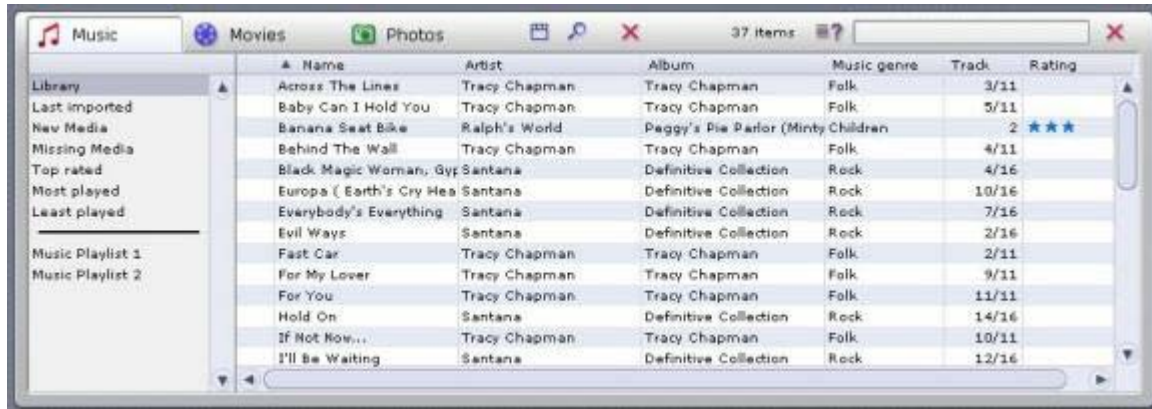 Music Movies Photos 37 items ?
▲ Name Artist Album Music genre Track Rating
Library Across The Lines Tracy Chapman Tracy Chapman Folk 3/11
Last imported Baby Can I Hold You Tracy Chapman Tracy Chapman Folk 5/11
New Media Banana Seat Bike Ralph's World Peggy's Pie Parlor (Minty Children 2 ★★★
Missing Media Behind The Wall Tracy Chapman Tracy Chapman Folk 4/11
Top rated Black Magic Woman, Gyp Santana Definitive Collection Rock 4/16
Most played Europa ( Earth's Cry Hea Santana Definitive Collection Rock 10/16
Least played Everybody's Everything Santana Definitive Collection Rock 7/16
Evil Ways Santana Definitive Collection Rock 2/16
Music Playlist 1 Fast Car Tracy Chapman Tracy Chapman Folk 2/11
Music Playlist 2 For My Lover Tracy Chapman Tracy Chapman Folk 9/11
For You Tracy Chapman Tracy Chapman Folk 11/11
Hold On Santana Definitive Collection Rock 14/16
If Not Now... Tracy Chapman Tracy Chapman Folk 10/11
I'll Be Waiting Santana Definitive Collection Rock 12/16